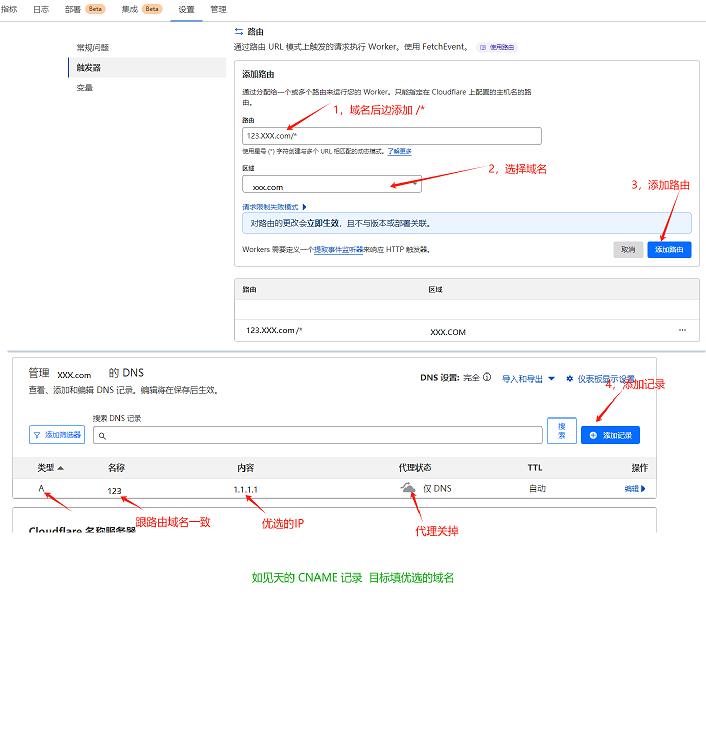 指标 日志 部署 Beta 集成 Beta 设置 管理
路由
常规问题
通过路由 URL 模式上触发的请求执行 Worker。使用 FetchEvent。 使用路由
触发器
添加路由
变量
通过分配给一个或多个路由来运行您的 Worker。只能指定在 Cloudflare 上配置的主机名的路
由。
1，域名后边添加 /*
路由
123.XXX.com/*
使用星号 (*) 字符创建与多个 URL 相匹配的动态模式。了解更多
区域
2，选择域名
xxx.com
3，添加路由
请求限制失败模式
对路由的更改会立即生效，且不与版本或部署关联。
Workers 需要定义一个提取事件监听器来响应 HTTP 触发器。
取消 添加路由
路由 区域
123.XXX.com/* XXX.COM ...
管理 XXX.com 的 DNS
DNS 设置: 完全 导入和导出 仪表板显示设置
4，添加记录
查看、添加和编辑 DNS 记录。编辑将在保存后生效。
搜索 DNS 记录
添加筛选器 搜
索 添加记录
类型 名称 内容 代理状态 TTL 操作
A 123 1.1.1.1 仅 DNS 自动 编辑
跟路由域名一致 优选的IP 代理关掉
Cloudflare 名称服务器
如见天的 CNAME 记录 目标填优选的域名